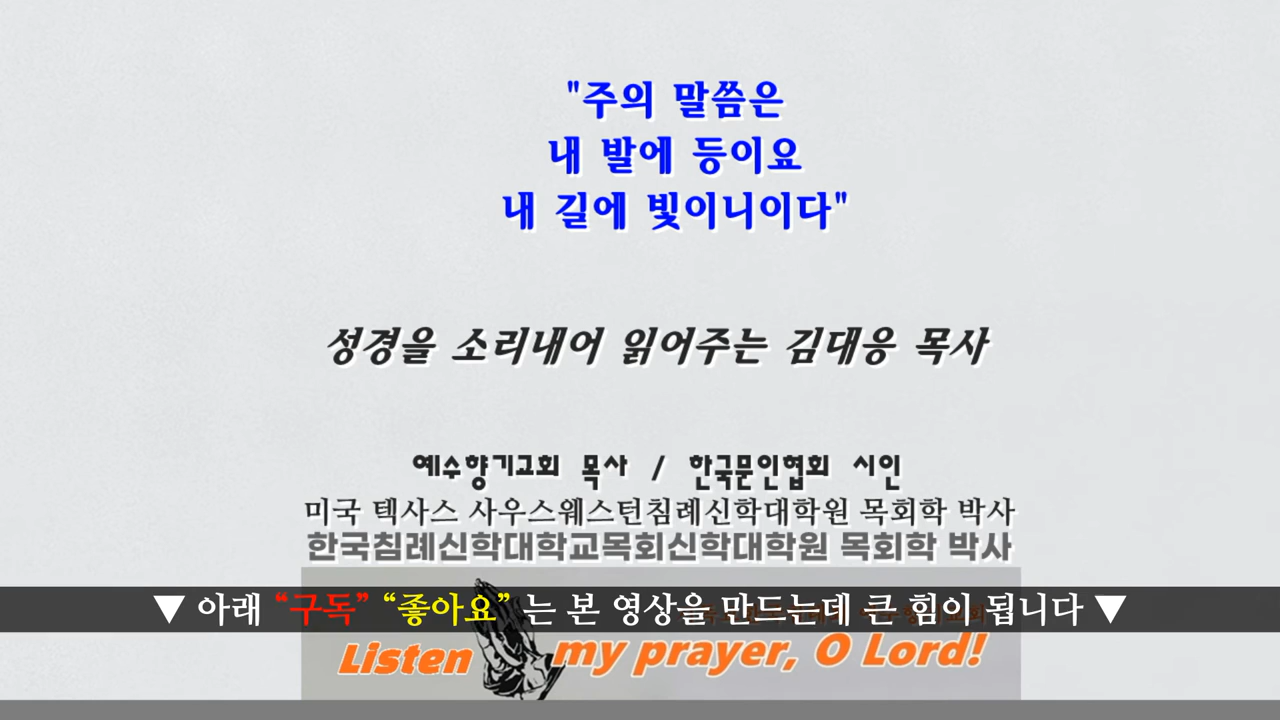 "주의 말씀은
내 발에 등이요
내 길에 빛이니이다"
성경을 소리내어 읽어주는 김대응 목사
예수향기교회 목사 / 한국문인협회 시인
미국 텍사스 사우스웨스턴침례신학대학원 목회학 박사
한국침례신학대학교목회신학대학원 목회학 박사
▼ 아래 “구독” “좋아요” 는 본 영상을 만드는데 큰 힘이 됩니다 ▼
Listen my prayer, O Lord!